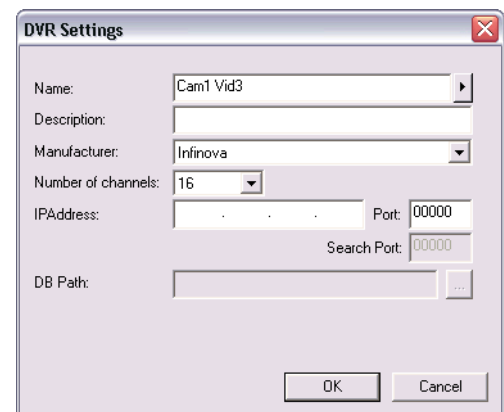 DVR Settings
Name: Cam1 Vid3
Description:
Manufacturer: Infinova
Number of channels: 16
IPAddress: . . . Port: 00000
Search Port: 00000
DB Path: ...
OK Cancel